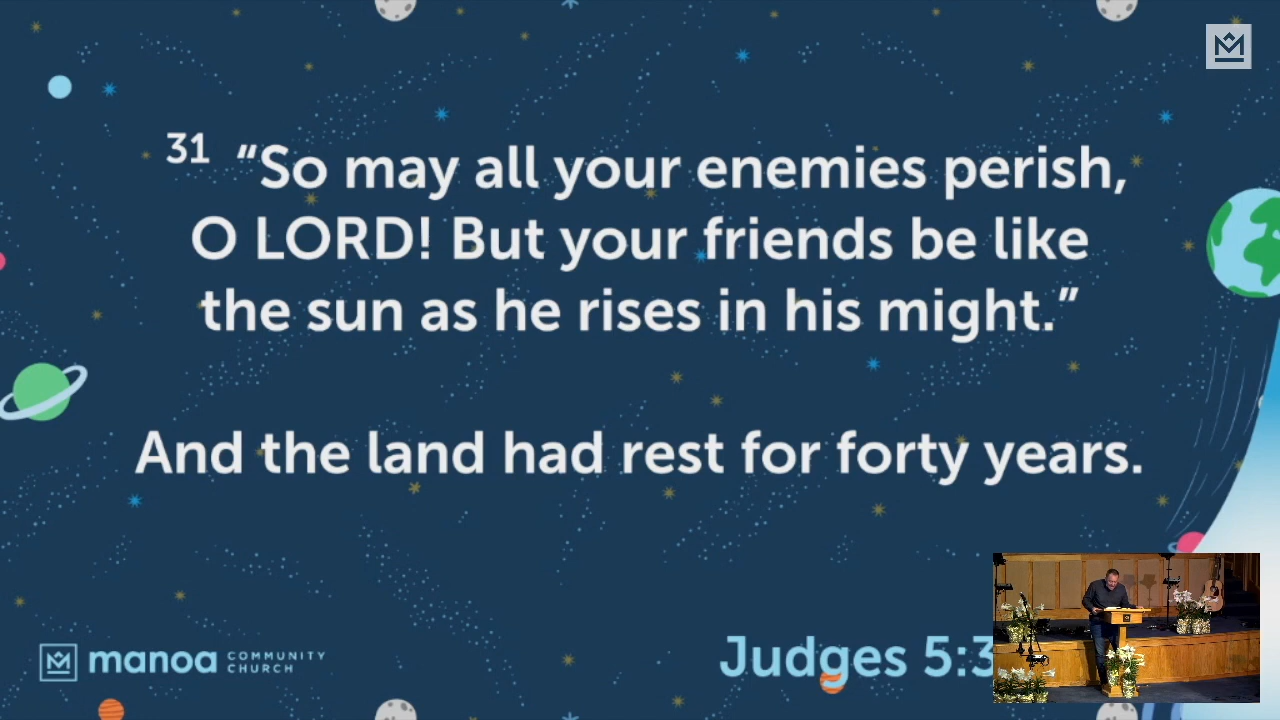 31 “So may all your enemies perish,
O LORD! But your friends be like
the sun as he rises in his might.”
And the land had rest for forty years.
manoa COMMUNITY CHURCH
Judges 5:3